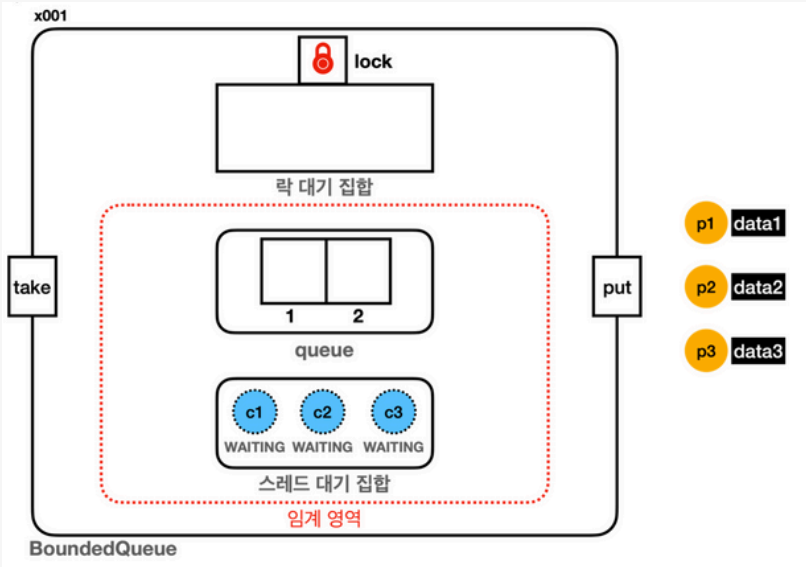 x001
lock
락 대기 집합
take
1 2
queue
c1 c2 c3
WAITING WAITING WAITING
스레드 대기 집합
임계 영역
BoundedQueue
put
p1 data1
p2 data2
p3 data3